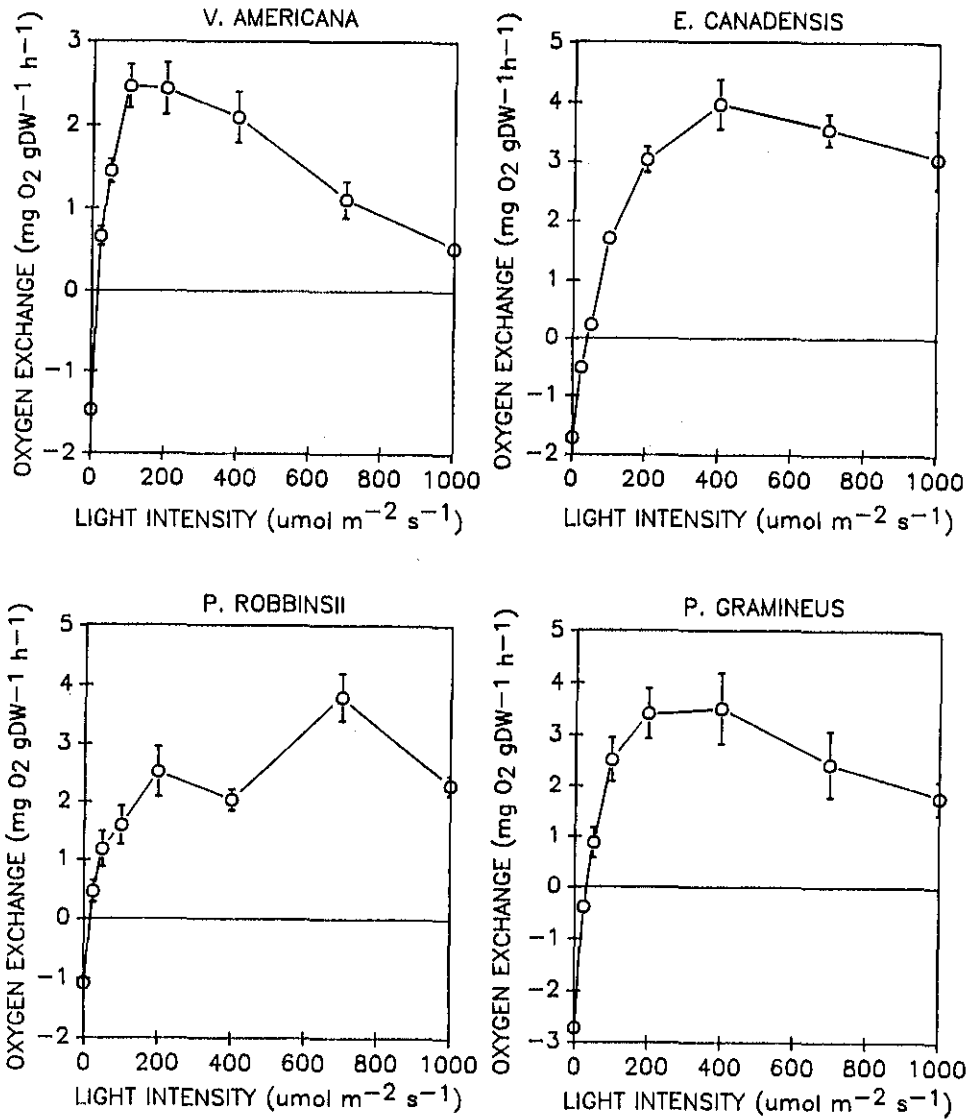 V. AMERICANA
OXYGEN EXCHANGE (mg O2 gDW−1 h−1)
3
2
1
0
−1
−2
0 200 400 600 800 1000
LIGHT INTENSITY (umol m−2 s−1)
E. CANADENSIS
OXYGEN EXCHANGE (mg O2 gDW−1h−1)
5
4
3
2
1
0
−1
−2
0 200 400 600 800 1000
LIGHT INTENSITY (umol m−2 s−1)
P. ROBBINSII
OXYGEN EXCHANGE (mg O2 gDW−1 h−1)
5
4
3
2
1
0
−1
−2
0 200 400 600 800 1000
LIGHT INTENSITY (umol m−2 s−1)
P. GRAMINEUS
OXYGEN EXCHANGE (mg O2 gDW−1 h−1)
5
4
3
2
1
0
−1
−2
−3
0 200 400 600 800 1000
LIGHT INTENSITY (umol m−2 s−1)